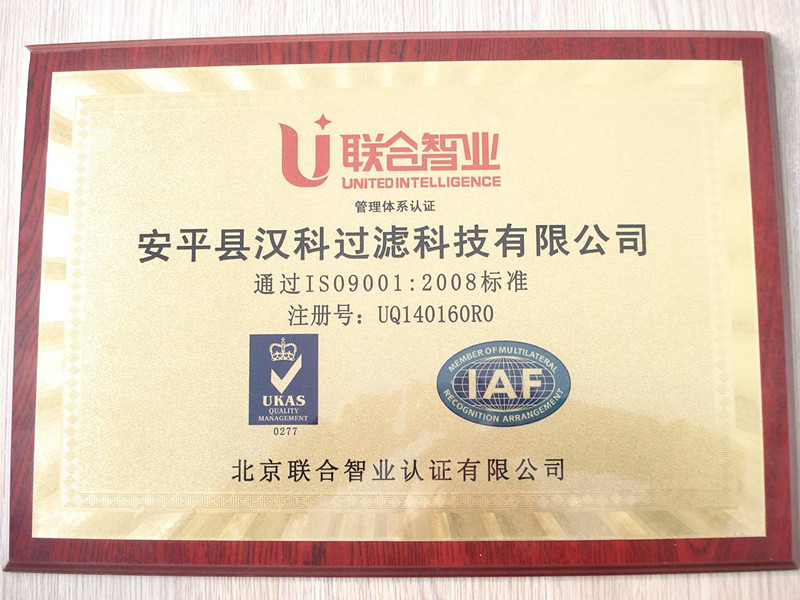 联合智业
UNITED INTELLIGENCE
管理体系认证
安平县汉科过滤科技有限公司
通过ISO9001:2008标准
注册号：UQ140160R0
UKAS
QUALITY
MANAGEMENT
0277
MEMBER OF MULTILATERAL
IAF
RECOGNITION ARRANGEMENT
北京联合智业认证有限公司